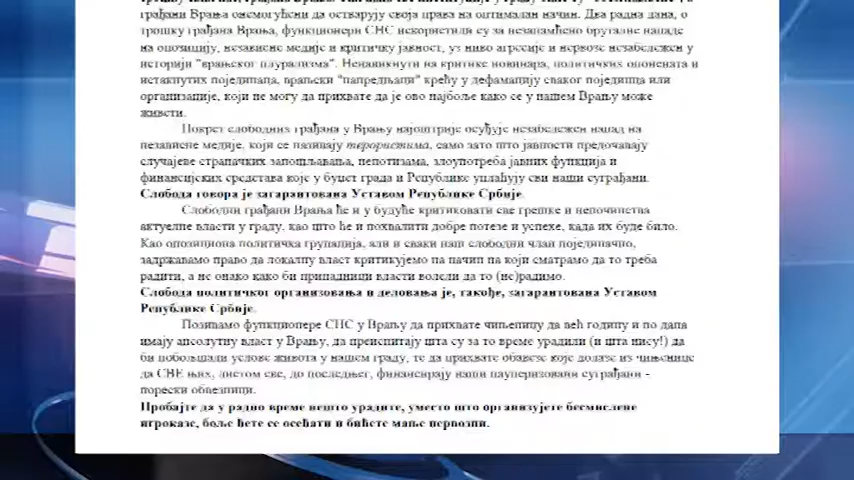 грађани Врања онемогућени да остварују своја права на оптималан начин. Два радна дана, о
трошку грађана Врања, функционери СНС искористили су за незапамћено бруталне нападе
на опозицију, независне медије и критичку јавност, уз ниво агресије и нервозе незабележен у
историји "врањског плурализма". Ненавикнути на критике новинара, политичких опонената и
истакнутих појединаца, врањски "напредњаци" крећу у дефамацију сваког појединца или
организације, који не могу да прихвате да је ово најбоље како се у нашем Врању може
живети.
Покрет слободних грађана у Врању најоштрије осуђује незабележен напад на
независне медије, који се називају терористима, само зато што јавности предочавају
случајеве страначких запошљавања, непотизама, злоупотреба јавних функција и
финансијских средстава које у буџет града и Републике уплаћују сви наши суграђани.
Слобода говора је загарантована Уставом Републике Србије.
Слободни грађани Врања ће и у будуће критиковати све грешке и непочинства
актуелне власти у граду, као што ће и похвалити добре потезе и успехе, када их буде било.
Као опозициона политичка групација, али и сваки наш слободни члан појединачно,
задржавамо право да локалну власт критикујемо на начин на који сматрамо да то треба
радити, а не онако како би припадници власти волели да то (не)радимо.
Слобода политичког организовања и деловања је, такође, загарантована Уставом
Републике Србије.
Позивамо функционере СНС у Врању да прихвате чињеницу да већ годину и по дана
имају апсолутну власт у Врању, да преиспитају шта су за то време урадили (и шта нису!) да
би побољшали услове живота у нашем граду, те да прихвате обавезе које долазе из чињенице
да СВЕ њих, листом све, до последњег, финансирају наши пауперизовани суграђани -
порески обвезници.
Пробајте да у радно време нешто урадите, уместо што организујете бесмислене
игроказе, боље ћете се осећати и бићете мање нервозни.